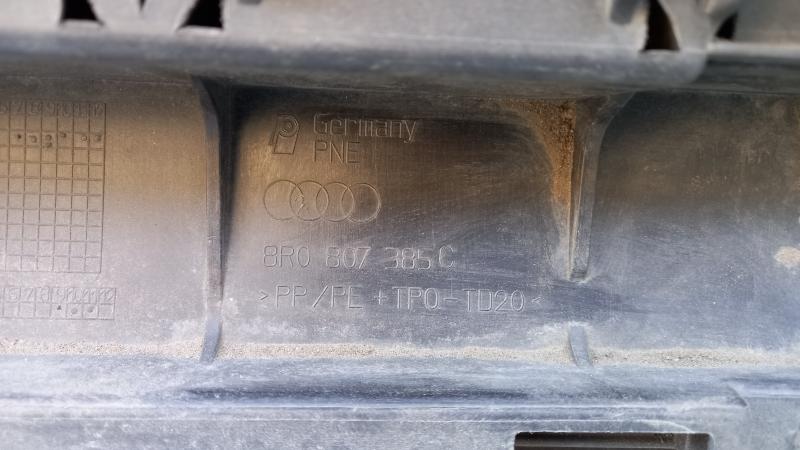 Germany
PNE
8R0 807 385 C
>PP/PE + TPO-TD20<